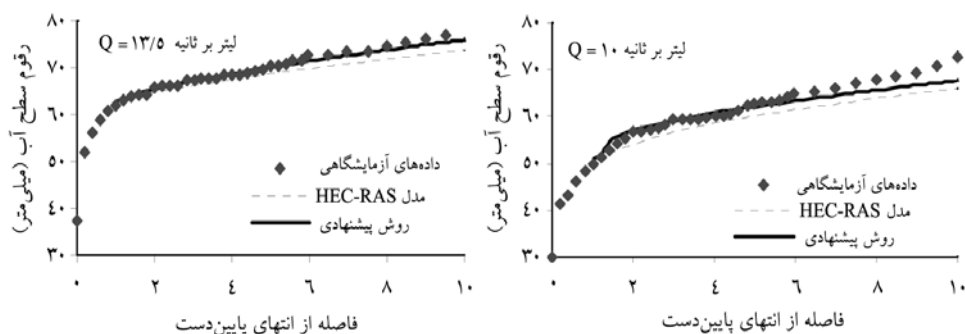 رقوم سطح آب (میلی‌متر)
Q = ۱۳/۵ لیتر بر ثانیه
۸۰
۷۰
۶۰
۵۰
۴۰
۳۰
داده‌های آزمایشگاهی
مدل HEC-RAS
روش پیشنهادی
۰ ۲ ۴ ۶ ۸ ۱۰
فاصله از انتهای پایین‌دست
رقوم سطح آب (میلی‌متر)
Q = ۱۰ لیتر بر ثانیه
۸۰
۷۰
۶۰
۵۰
۴۰
۳۰
داده‌های آزمایشگاهی
مدل HEC-RAS
روش پیشنهادی
۰ ۲ ۴ ۶ ۸ ۱۰
فاصله از انتهای پایین‌دست